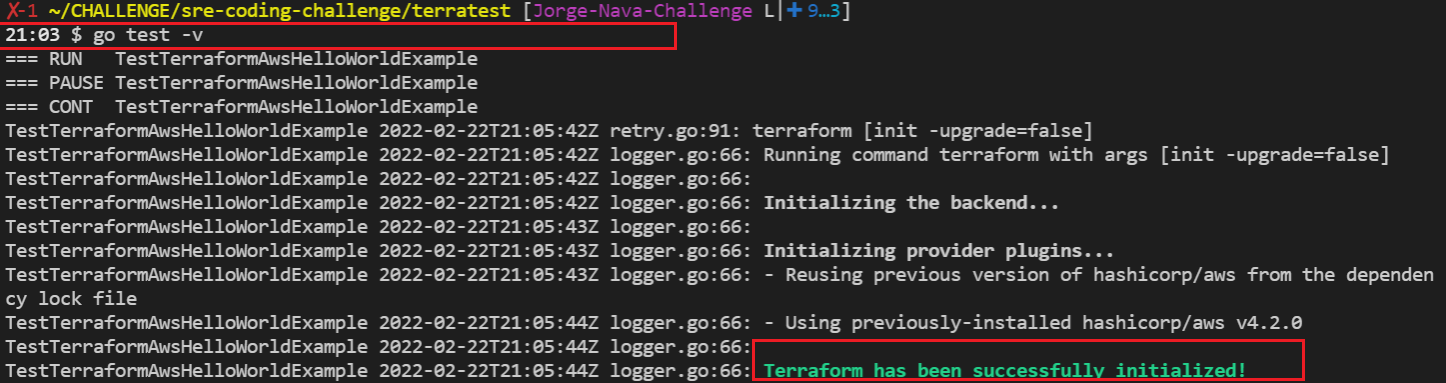 ✗-1 ~/CHALLENGE/sre-coding-challenge/terratest [Jorge-Nava-Challenge L|✚ 9…3]
21:03 $ go test -v
=== RUN   TestTerraformAwsHelloWorldExample
=== PAUSE TestTerraformAwsHelloWorldExample
=== CONT  TestTerraformAwsHelloWorldExample
TestTerraformAwsHelloWorldExample 2022-02-22T21:05:42Z retry.go:91: terraform [init -upgrade=false]
TestTerraformAwsHelloWorldExample 2022-02-22T21:05:42Z logger.go:66: Running command terraform with args [init -upgrade=false]
TestTerraformAwsHelloWorldExample 2022-02-22T21:05:42Z logger.go:66:
TestTerraformAwsHelloWorldExample 2022-02-22T21:05:42Z logger.go:66: Initializing the backend...
TestTerraformAwsHelloWorldExample 2022-02-22T21:05:43Z logger.go:66:
TestTerraformAwsHelloWorldExample 2022-02-22T21:05:43Z logger.go:66: Initializing provider plugins...
TestTerraformAwsHelloWorldExample 2022-02-22T21:05:43Z logger.go:66: - Reusing previous version of hashicorp/aws from the dependen
cy lock file
TestTerraformAwsHelloWorldExample 2022-02-22T21:05:44Z logger.go:66: - Using previously-installed hashicorp/aws v4.2.0
TestTerraformAwsHelloWorldExample 2022-02-22T21:05:44Z logger.go:66:
TestTerraformAwsHelloWorldExample 2022-02-22T21:05:44Z logger.go:66: Terraform has been successfully initialized!